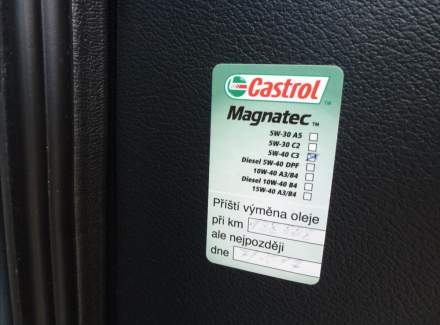 Castrol
Magnatec TM
5W-30 A5
5W-30 C2
5W-40 C3
Diesel 5W-40 DPF
10W-40 A3/B4
Diesel 10W-40 B4
15W-40 A3/B4
Příští výměna oleje
při km
ale nejpozději
dne